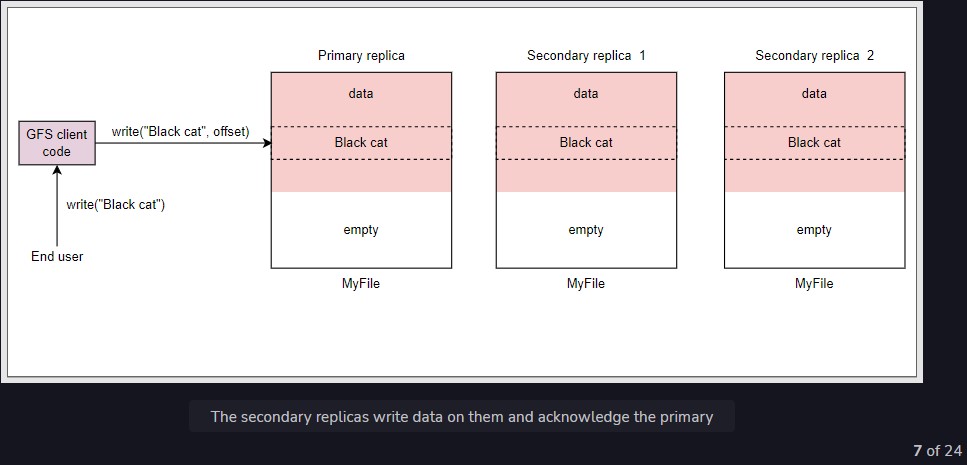 Primary replica
Secondary replica 1
Secondary replica 2
data
data
data
GFS client
code
write("Black cat", offset)
Black cat
Black cat
Black cat
write("Black cat")
End user
empty
empty
empty
MyFile
MyFile
MyFile
The secondary replicas write data on them and acknowledge the primary
7 of 24